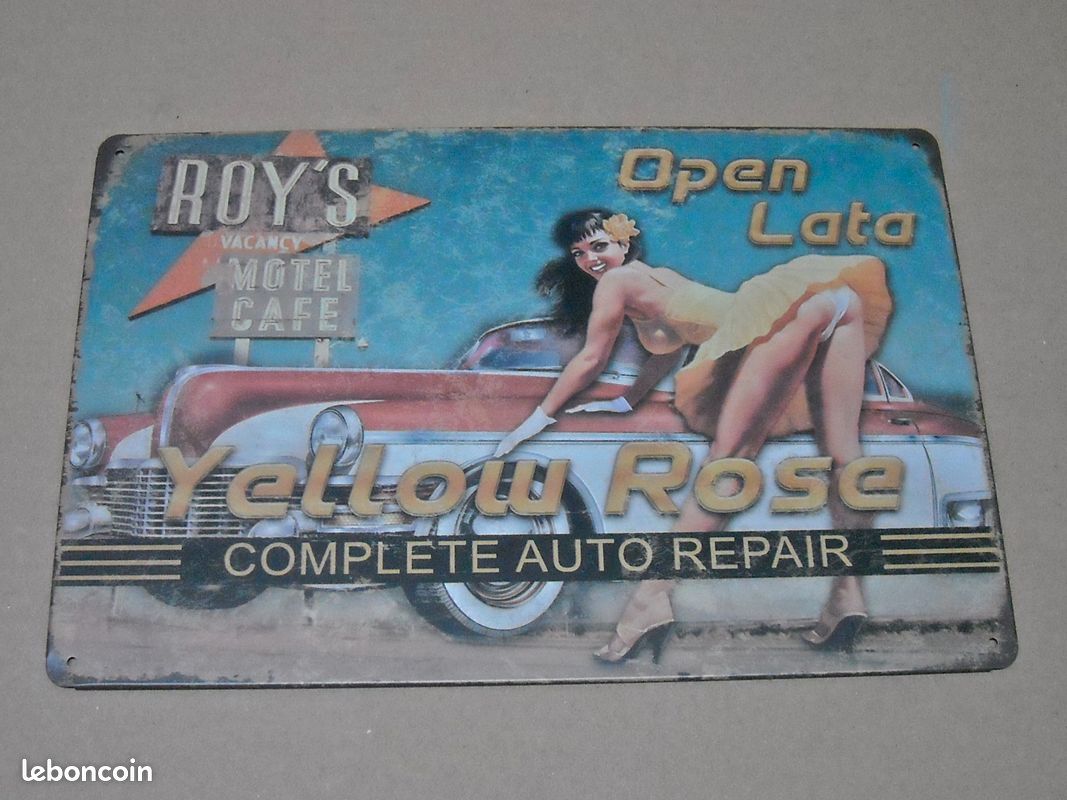 ROY'S
VACANCY
MOTEL
CAFE
Open
Lata
Yellow Rose
COMPLETE AUTO REPAIR
leboncoin